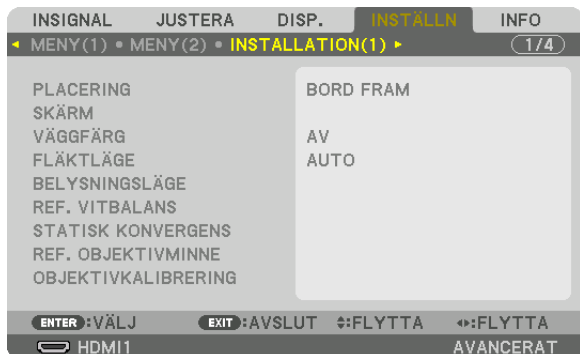 INSIGNAL JUSTERA DISP. INSTÄLLN INFO
MENY(1) • MENY(2) • INSTALLATION(1) 1/4
PLACERING BORD FRAM
SKÄRM
VÄGGFÄRG AV
FLÄKTLÄGE AUTO
BELYSNINGSLÄGE
REF. VITBALANS
STATISK KONVERGENS
REF. OBJEKTIVMINNE
OBJEKTIVKALIBRERING
ENTER :VÄLJ EXIT :AVSLUT :FLYTTA :FLYTTA
HDMI1 AVANCERAT